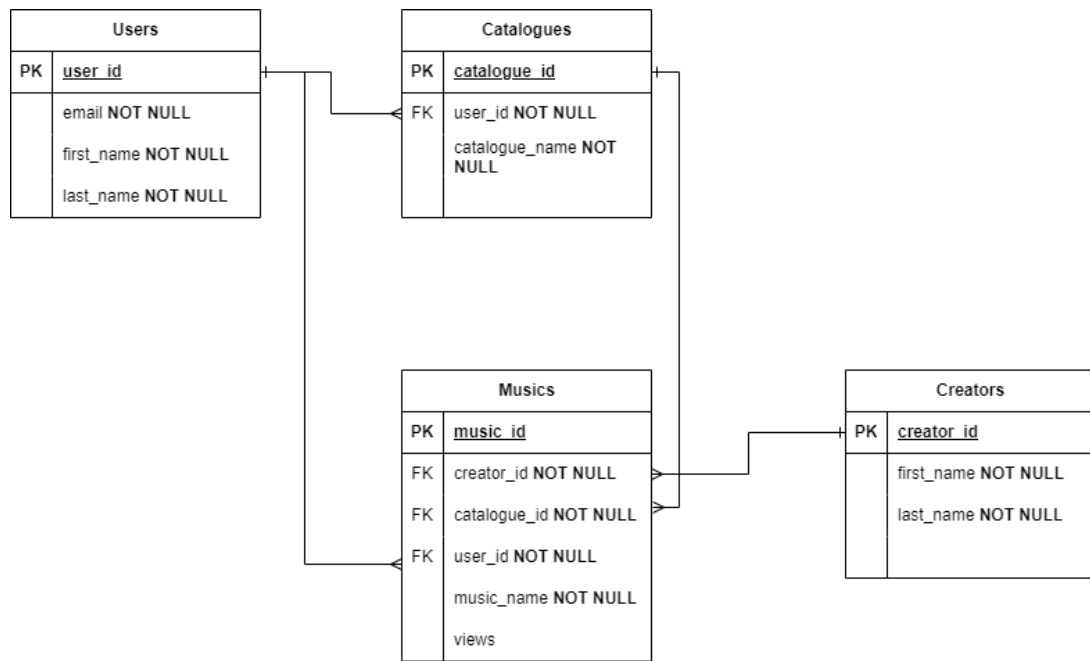 Users
PK user_id
email NOT NULL
first_name NOT NULL
last_name NOT NULL
Catalogues
PK catalogue_id
FK user_id NOT NULL
catalogue_name NOT
NULL
Musics
PK music_id
FK creator_id NOT NULL
FK catalogue_id NOT NULL
FK user_id NOT NULL
music_name NOT NULL
views
Creators
PK creator_id
first_name NOT NULL
last_name NOT NULL